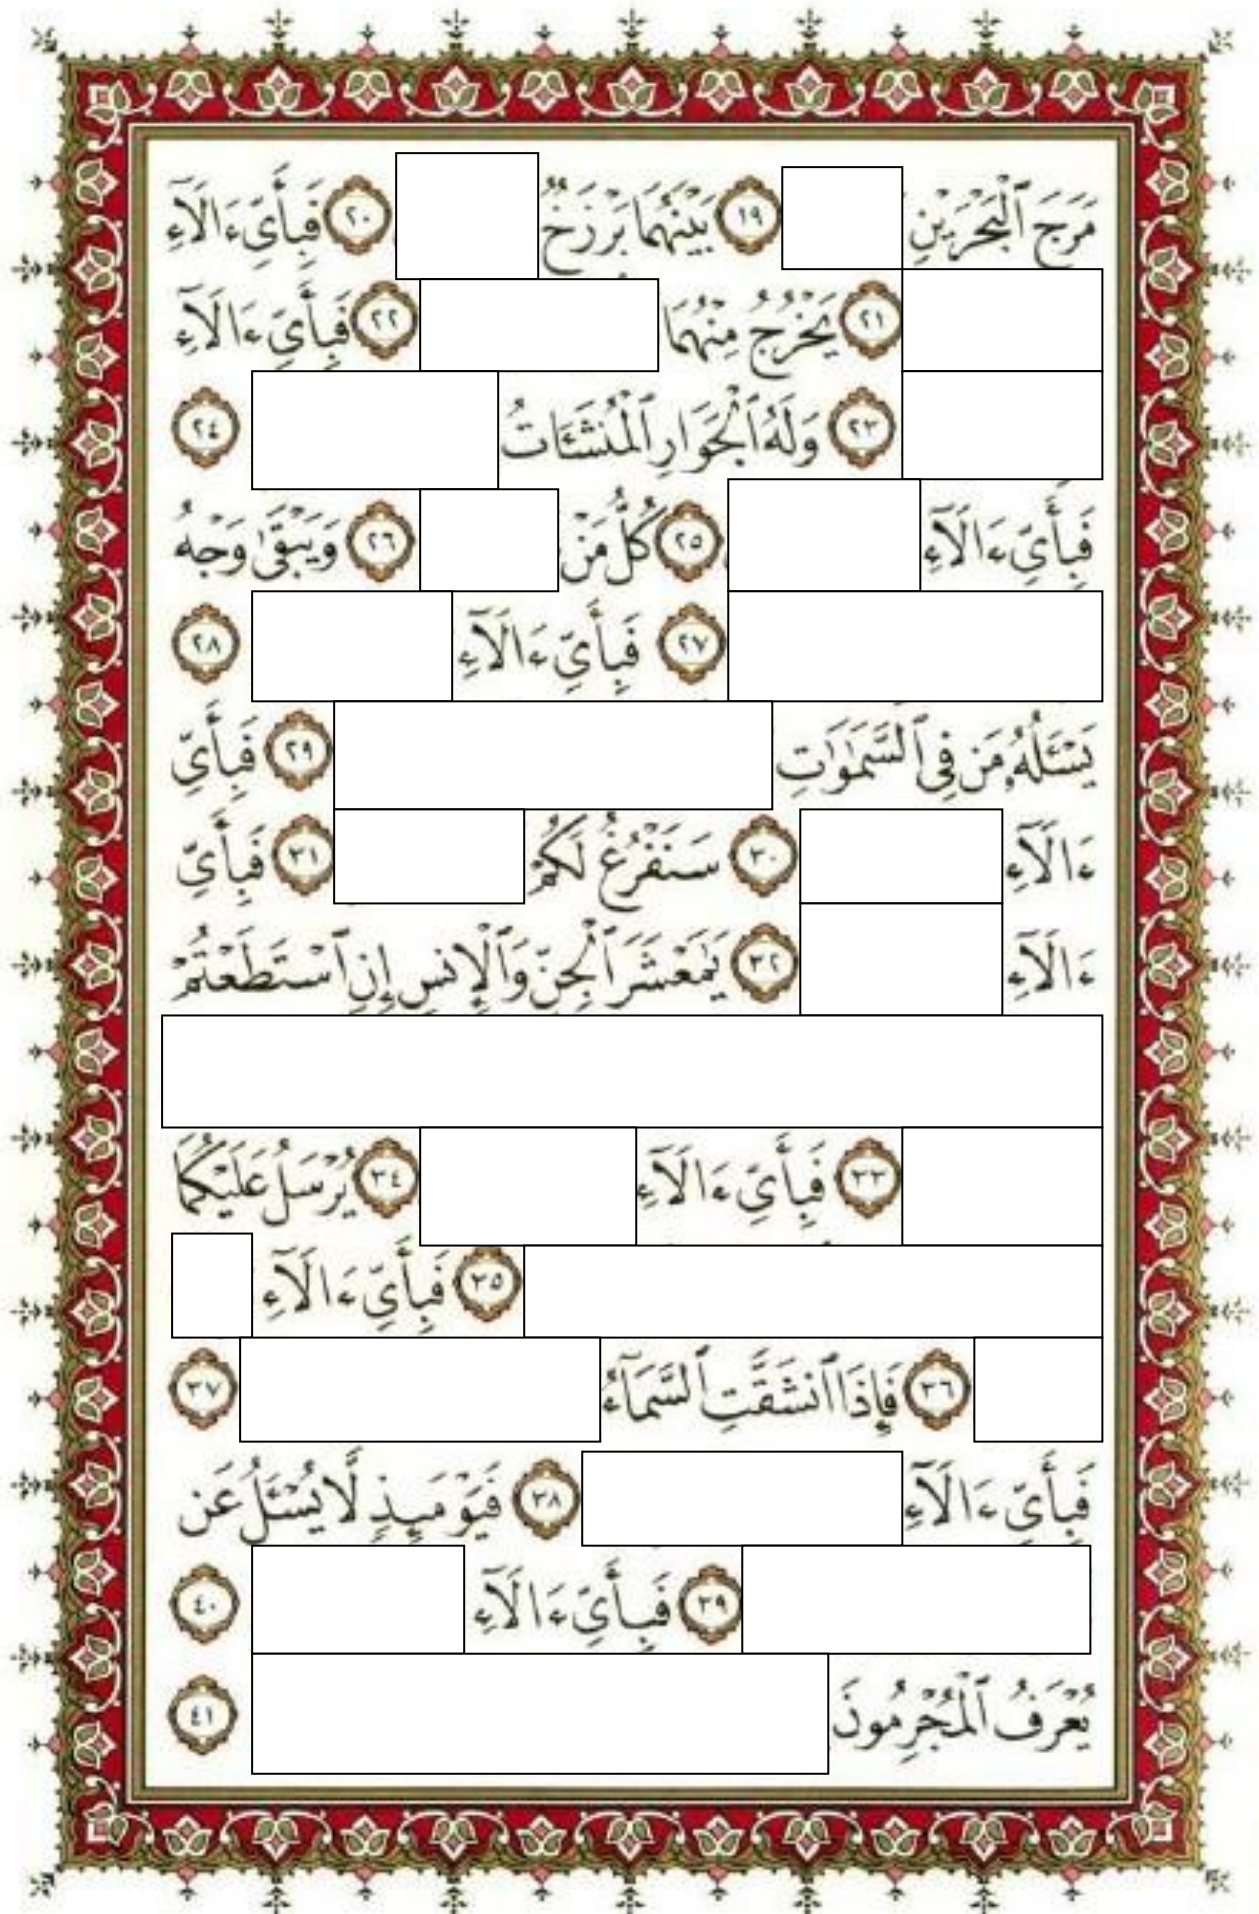 مَرَجَ ٱلْبَحْرَيْنِ ١٩ بَيْنَهُمَا بَرْزَخٌ ٢٠ فَبِأَيِّ ءَالَآءِ
٢١ يَخْرُجُ مِنْهُمَا ٢٢ فَبِأَيِّ ءَالَآءِ
٢٣ وَلَهُ ٱلْجَوَارِ ٱلْمُنشَـَٔاتُ ٢٤
فَبِأَيِّ ءَالَآءِ ٢٥ كُلُّ مَنْ ٢٦ وَيَبْقَىٰ وَجْهُ
٢٧ فَبِأَيِّ ءَالَآءِ ٢٨
يَسْـَٔلُهُۥ مَن فِى ٱلسَّمَٰوَٰتِ ٢٩ فَبِأَيِّ
ءَالَآءِ ٣٠ سَنَفْرُغُ لَكُمْ ٣١ فَبِأَيِّ
ءَالَآءِ ٣٢ يَٰمَعْشَرَ ٱلْجِنِّ وَٱلْإِنسِ إِنِ ٱسْتَطَعْتُمْ
٣٣ فَبِأَيِّ ءَالَآءِ ٣٤ يُرْسَلُ عَلَيْكُمَا
٣٥ فَبِأَيِّ ءَالَآءِ
٣٦ فَإِذَا ٱنشَقَّتِ ٱلسَّمَآءُ ٣٧
فَبِأَيِّ ءَالَآءِ ٣٨ فَيَوْمَئِذٍ لَّا يُسْـَٔلُ عَن
٣٩ فَبِأَيِّ ءَالَآءِ ٤٠
يُعْرَفُ ٱلْمُجْرِمُونَ ٤١